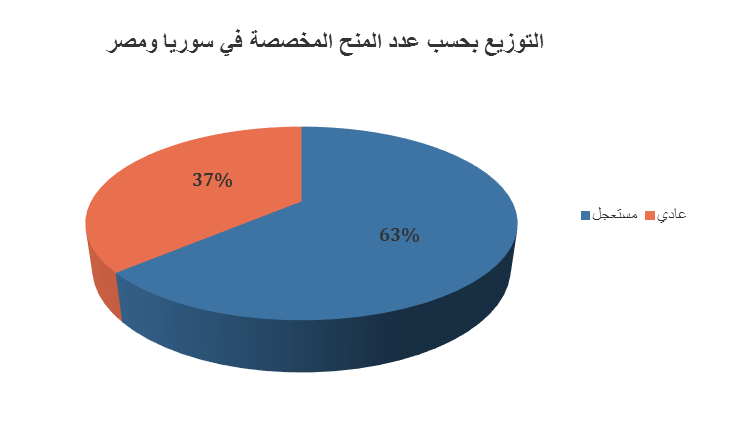 التوزيع بحسب عدد المنح المخصصة في سوريا ومصر
37%
63%
مستعجل
عادي